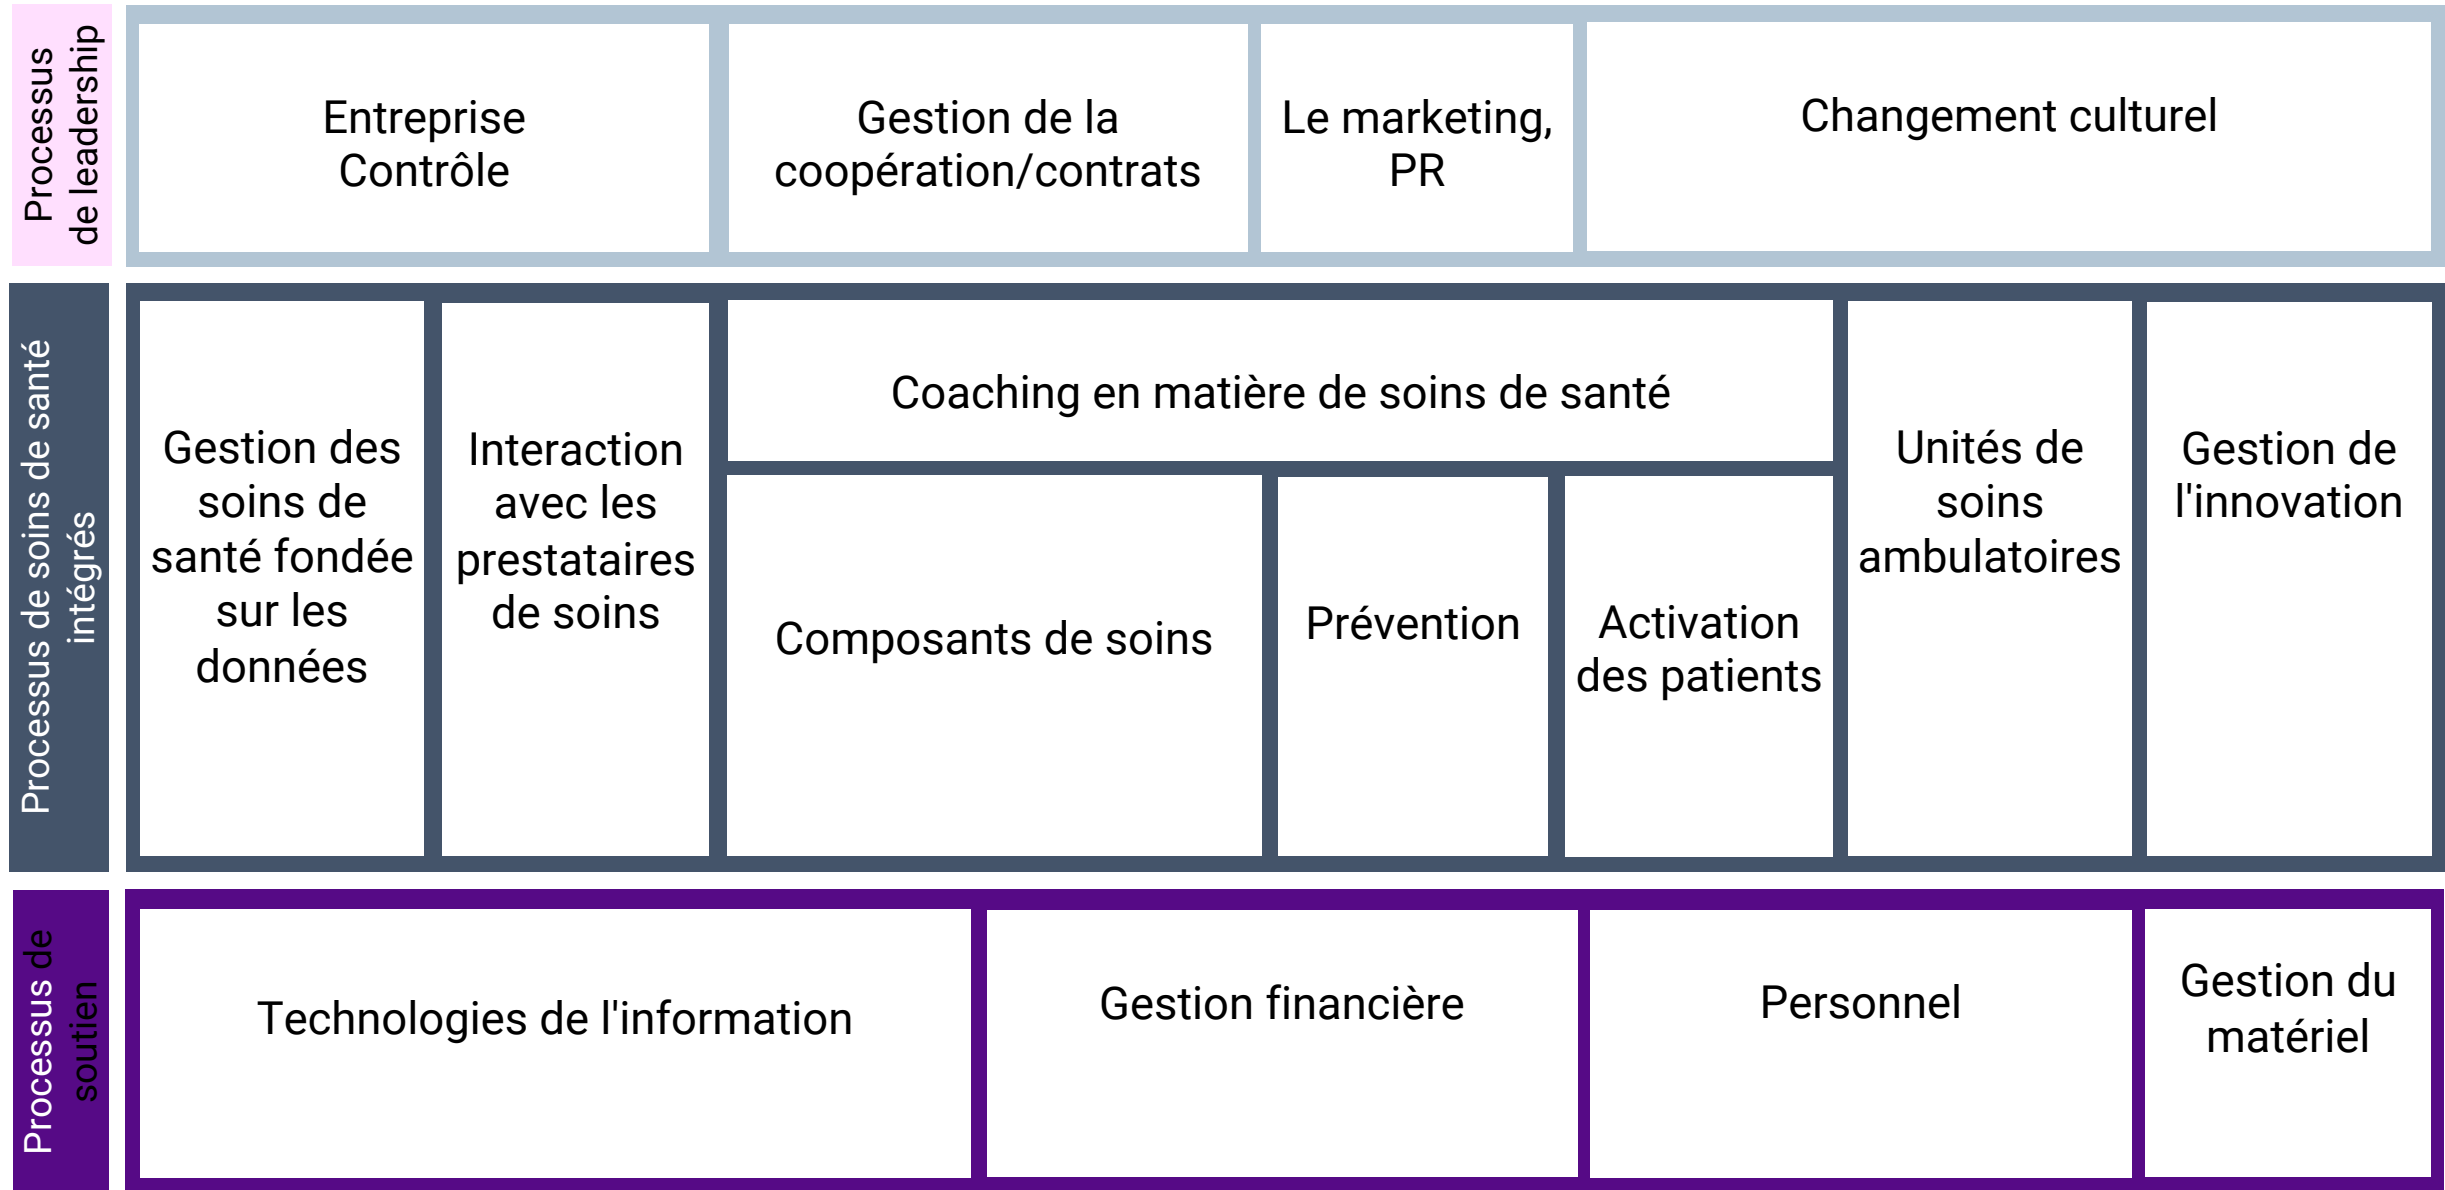 Processus
de leadership
Entreprise
Contrôle
Gestion de la
coopération/contrats
Le marketing,
PR
Changement culturel
Processus de soins de santé
intégrés
Gestion des
soins de
santé fondée
sur les
données
Interaction
avec les
prestataires
de soins
Coaching en matière de soins de santé
Composants de soins
Prévention
Activation
des patients
Unités de
soins
ambulatoires
Gestion de
l'innovation
Processus de
soutien
Technologies de l'information
Gestion financière
Personnel
Gestion du
matériel